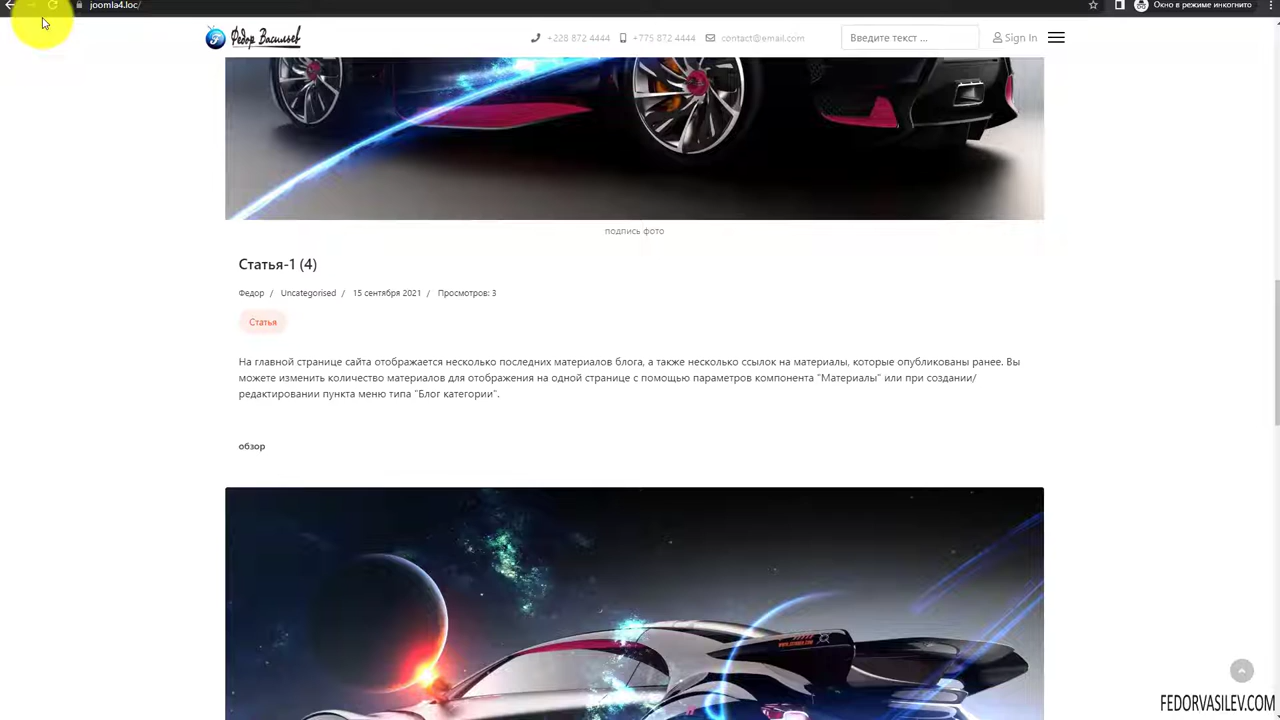 joomla4.loc/
Окно в режиме инкогнито
Федор Васильев
+228 872 4444
+775 872 4444
contact@email.com
Введите текст ...
Sign In
подпись фото
Статья-1 (4)
Федор / Uncategorised / 15 сентября 2021 / Просмотров: 3
Статья
На главной странице сайта отображается несколько последних материалов блога, а также несколько ссылок на материалы, которые опубликованы ранее. Вы
можете изменить количество материалов для отображения на одной странице с помощью параметров компонента "Материалы" или при создании/
редактировании пункта меню типа "Блог категории".
обзор
FEDORVASILEV.COM